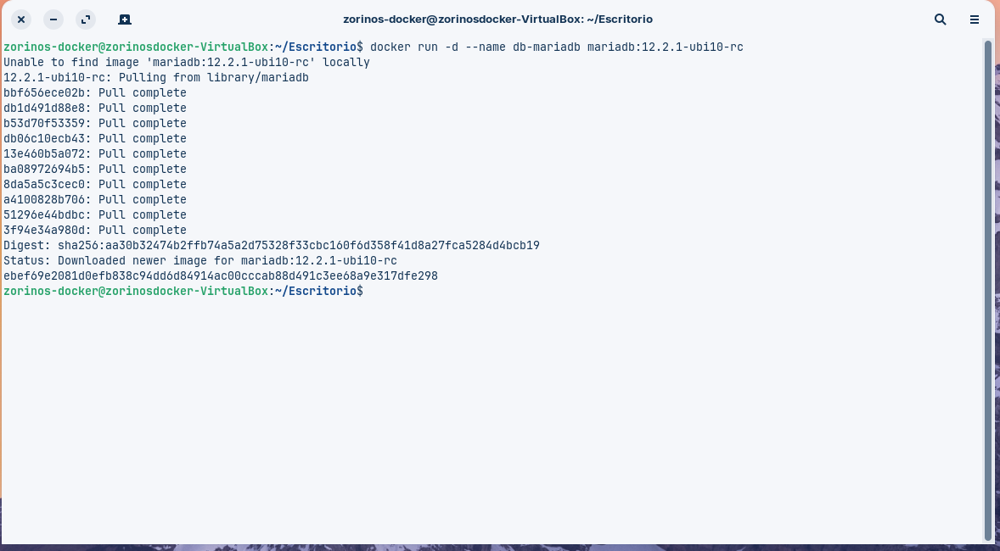 zorinos-docker@zorinosdocker-VirtualBox: ~/Escritorio
zorinos-docker@zorinosdocker-VirtualBox:~/Escritorio$ docker run -d --name db-mariadb mariadb:12.2.1-ubi10-rc
Unable to find image 'mariadb:12.2.1-ubi10-rc' locally
12.2.1-ubi10-rc: Pulling from library/mariadb
bbf656ece02b: Pull complete
db1d491d88e8: Pull complete
b53d70f53359: Pull complete
db06c10ecb43: Pull complete
13e460b5a072: Pull complete
ba08972694b5: Pull complete
8da5a5c3cec0: Pull complete
a4100828b706: Pull complete
51296e44bdbc: Pull complete
3f94e34a980d: Pull complete
Digest: sha256:aa30b32474b2ffb74a5a2d75328f33cbc160f6d358f41d8a27fca5284d4bcb19
Status: Downloaded newer image for mariadb:12.2.1-ubi10-rc
ebef69e2081d0efb838c94dd6d84914ac00cccab88d491c3ee68a9e317dfe298
zorinos-docker@zorinosdocker-VirtualBox:~/Escritorio$